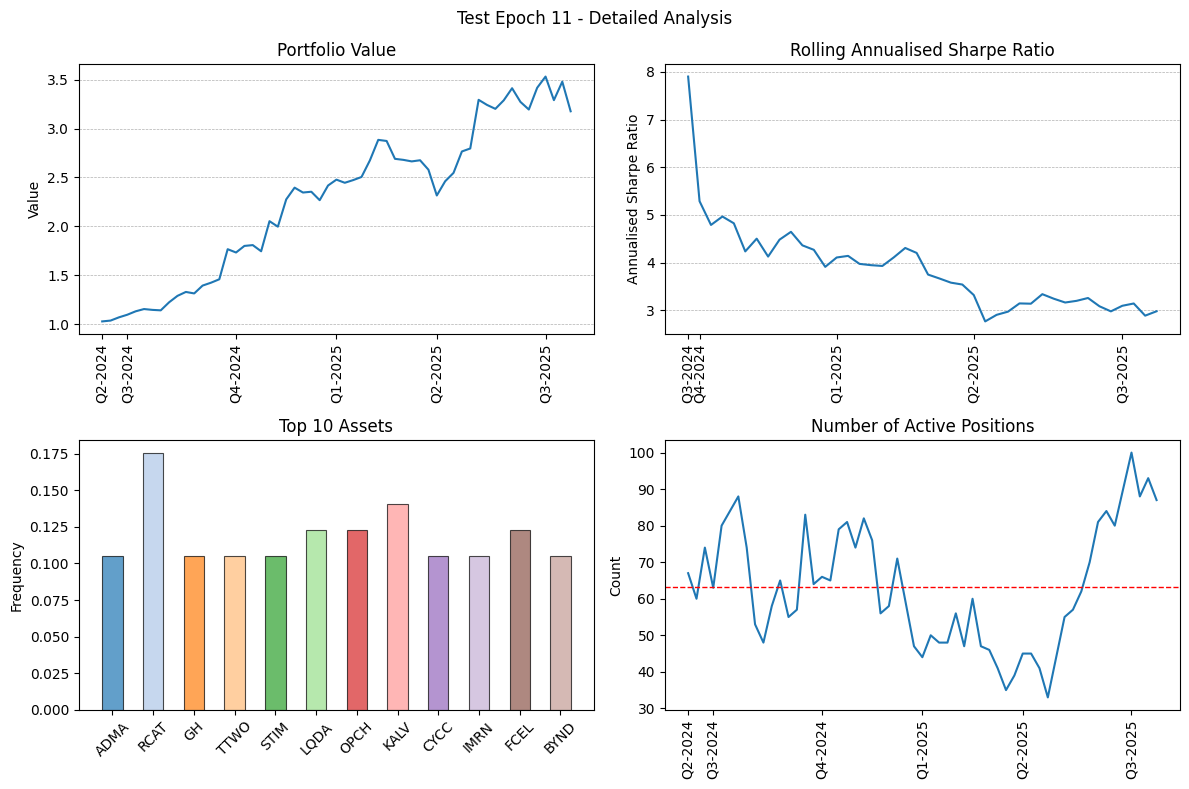 Test Epoch 11 - Detailed Analysis
Portfolio Value
Value
3.5
3.0
2.5
2.0
1.5
1.0
Q2-2024
Q3-2024
Q4-2024
Q1-2025
Q2-2025
Q3-2025
Rolling Annualised Sharpe Ratio
Annualised Sharpe Ratio
8
7
6
5
4
3
Q3-2024
Q4-2024
Q1-2025
Q2-2025
Q3-2025
Top 10 Assets
Frequency
0.175
0.150
0.125
0.100
0.075
0.050
0.025
0.000
ADMA
RCAT
GH
TTWO
STIM
LQDA
OPCH
KALV
CYCC
IMRN
FCEL
BYND
Number of Active Positions
Count
100
90
80
70
60
50
40
30
Q2-2024
Q3-2024
Q4-2024
Q1-2025
Q2-2025
Q3-2025